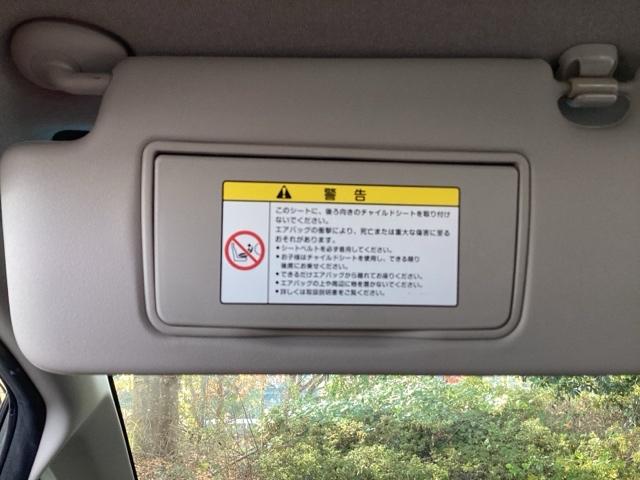 警告
このシートに、後ろ向きのチャイルドシートを取り付け
ないでください。
エアバッグの衝撃により、死亡または重大な傷害に至る
おそれがあります。
•シートベルトを必ず着用してください。
•お子様はチャイルドシートを使用し、できる限り
後席にお乗せください。
•できるだけエアバッグから離れてお座りください。
•エアバッグの上や周辺に物を置かないでください。
•詳しくは取扱説明書をご覧ください。